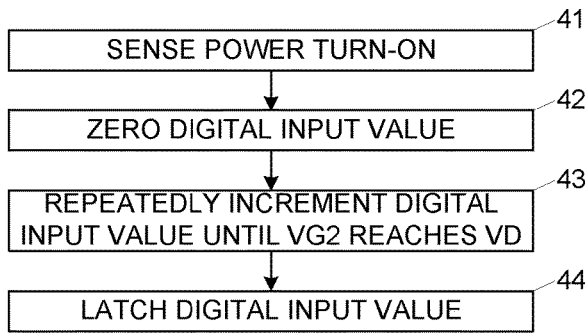 41
SENSE POWER TURN-ON
42
ZERO DIGITAL INPUT VALUE
43
REPEATEDLY INCREMENT DIGITAL
INPUT VALUE UNTIL VG2 REACHES VD
44
LATCH DIGITAL INPUT VALUE